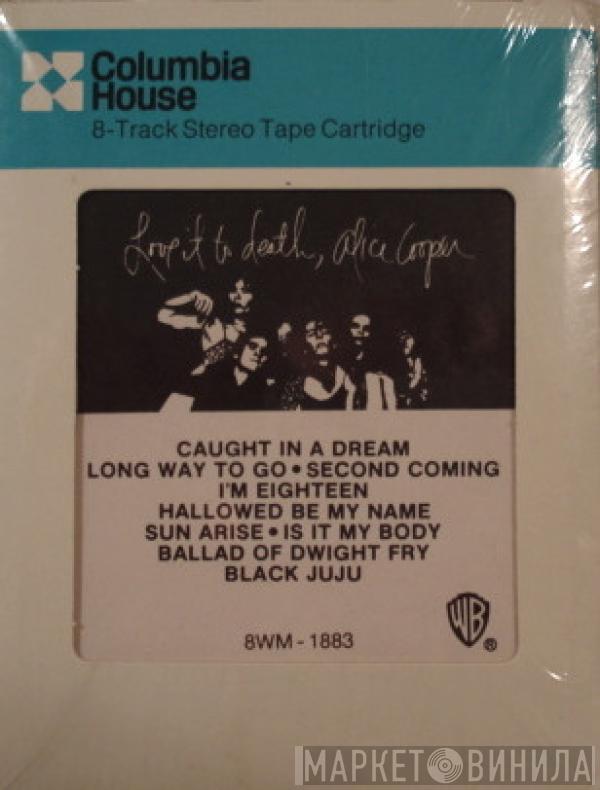 Columbia
House
8-Track Stereo Tape Cartridge
Love it to death, Alice Cooper
CAUGHT IN A DREAM
LONG WAY TO GO • SECOND COMING
I'M EIGHTEEN
HALLOWED BE MY NAME
SUN ARISE • IS IT MY BODY
BALLAD OF DWIGHT FRY
BLACK JUJU
WB
®
8WM - 1883
МАРКЕТ ВИНИЛА